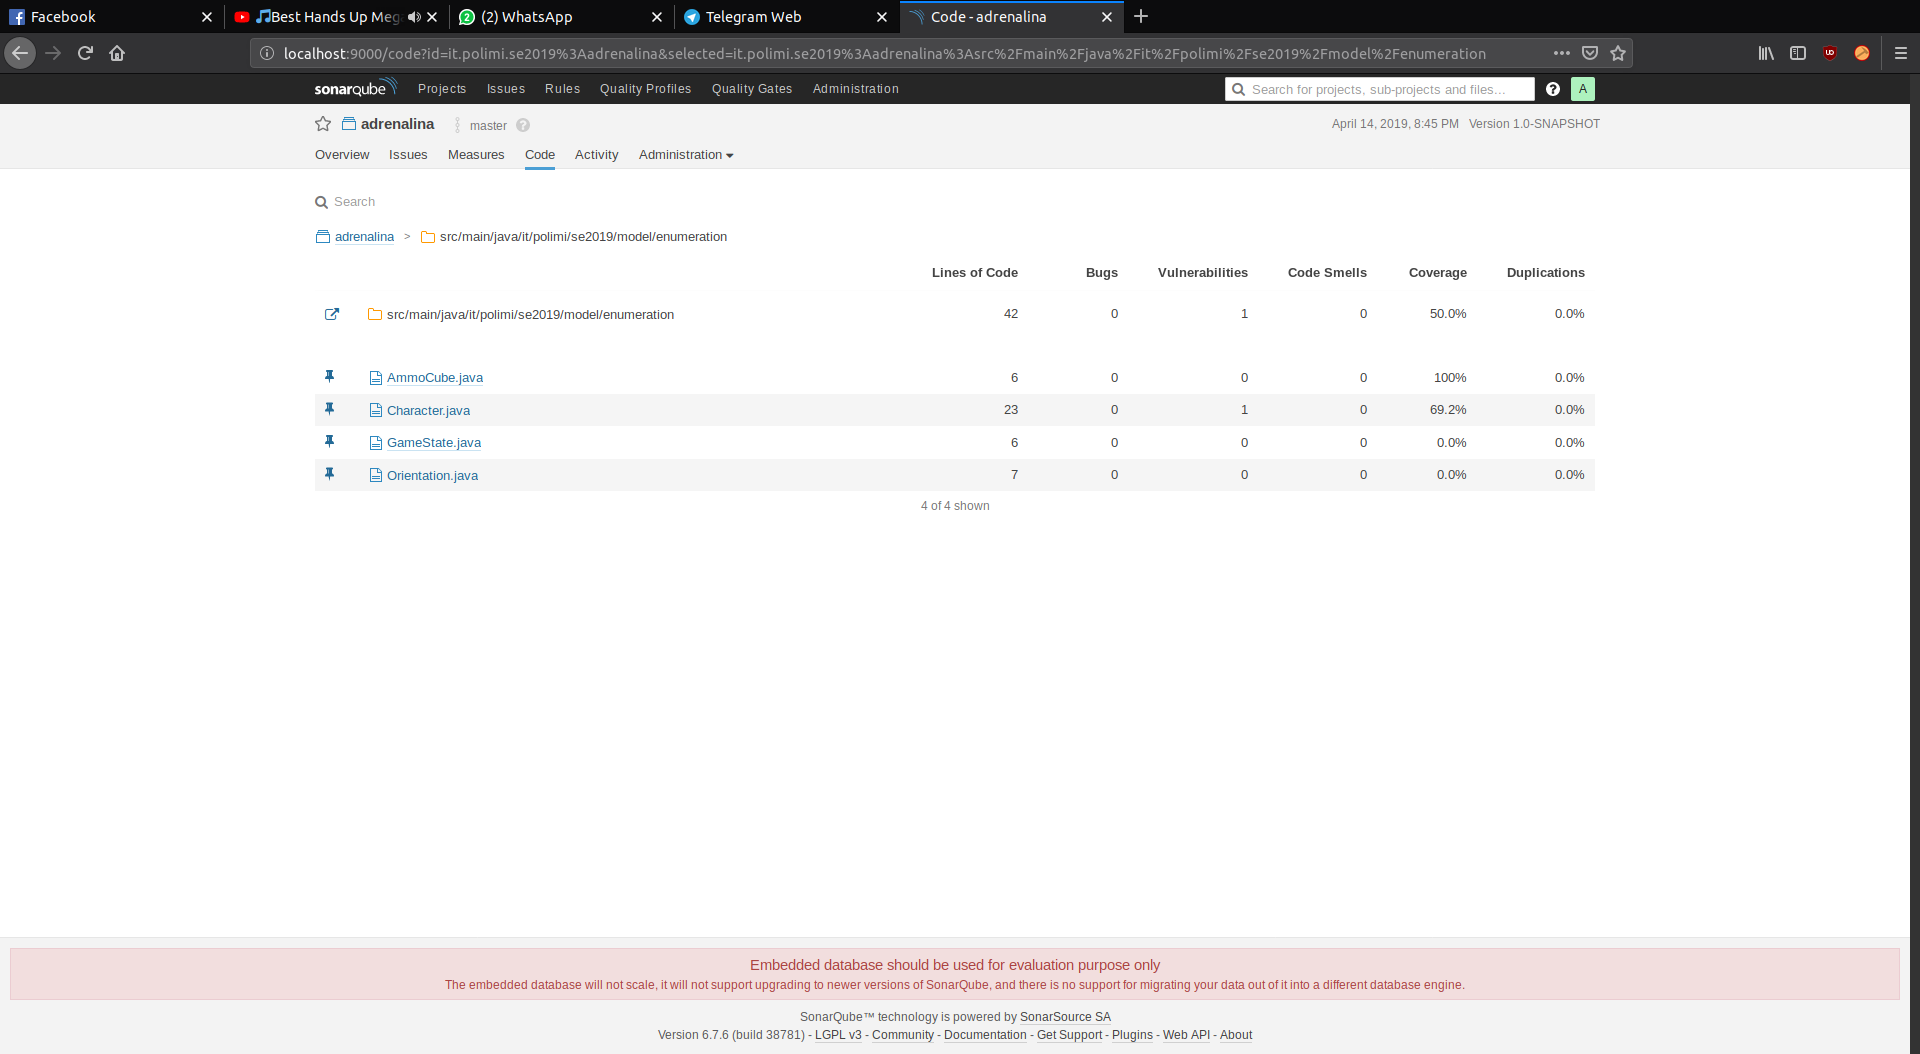 Facebook
Best Hands Up Meg
(2) WhatsApp
Telegram Web
Code - adrenalina
localhost:9000/code?id=it.polimi.se2019%3Aadrenalina&selected=it.polimi.se2019%3Aadrenalina%3Asrc%2Fmain%2Fjava%2Fit%2Fpolimi%2Fse2019%2Fmodel%2Fenumeration
sonarqube Projects Issues Rules Quality Profiles Quality Gates Administration Search for projects, sub-projects and files... ? A
adrenalina master ? April 14, 2019, 8:45 PM Version 1.0-SNAPSHOT
Overview Issues Measures Code Activity Administration
Search
adrenalina > src/main/java/it/polimi/se2019/model/enumeration
Lines of Code Bugs Vulnerabilities Code Smells Coverage Duplications
src/main/java/it/polimi/se2019/model/enumeration 42 0 1 0 50.0% 0.0%
AmmoCube.java 6 0 0 0 100% 0.0%
Character.java 23 0 1 0 69.2% 0.0%
GameState.java 6 0 0 0 0.0% 0.0%
Orientation.java 7 0 0 0 0.0% 0.0%
4 of 4 shown
Embedded database should be used for evaluation purpose only
The embedded database will not scale, it will not support upgrading to newer versions of SonarQube, and there is no support for migrating your data out of it into a different database engine.
SonarQube™ technology is powered by SonarSource SA
Version 6.7.6 (build 38781) - LGPL v3 - Community - Documentation - Get Support - Plugins - Web API - About